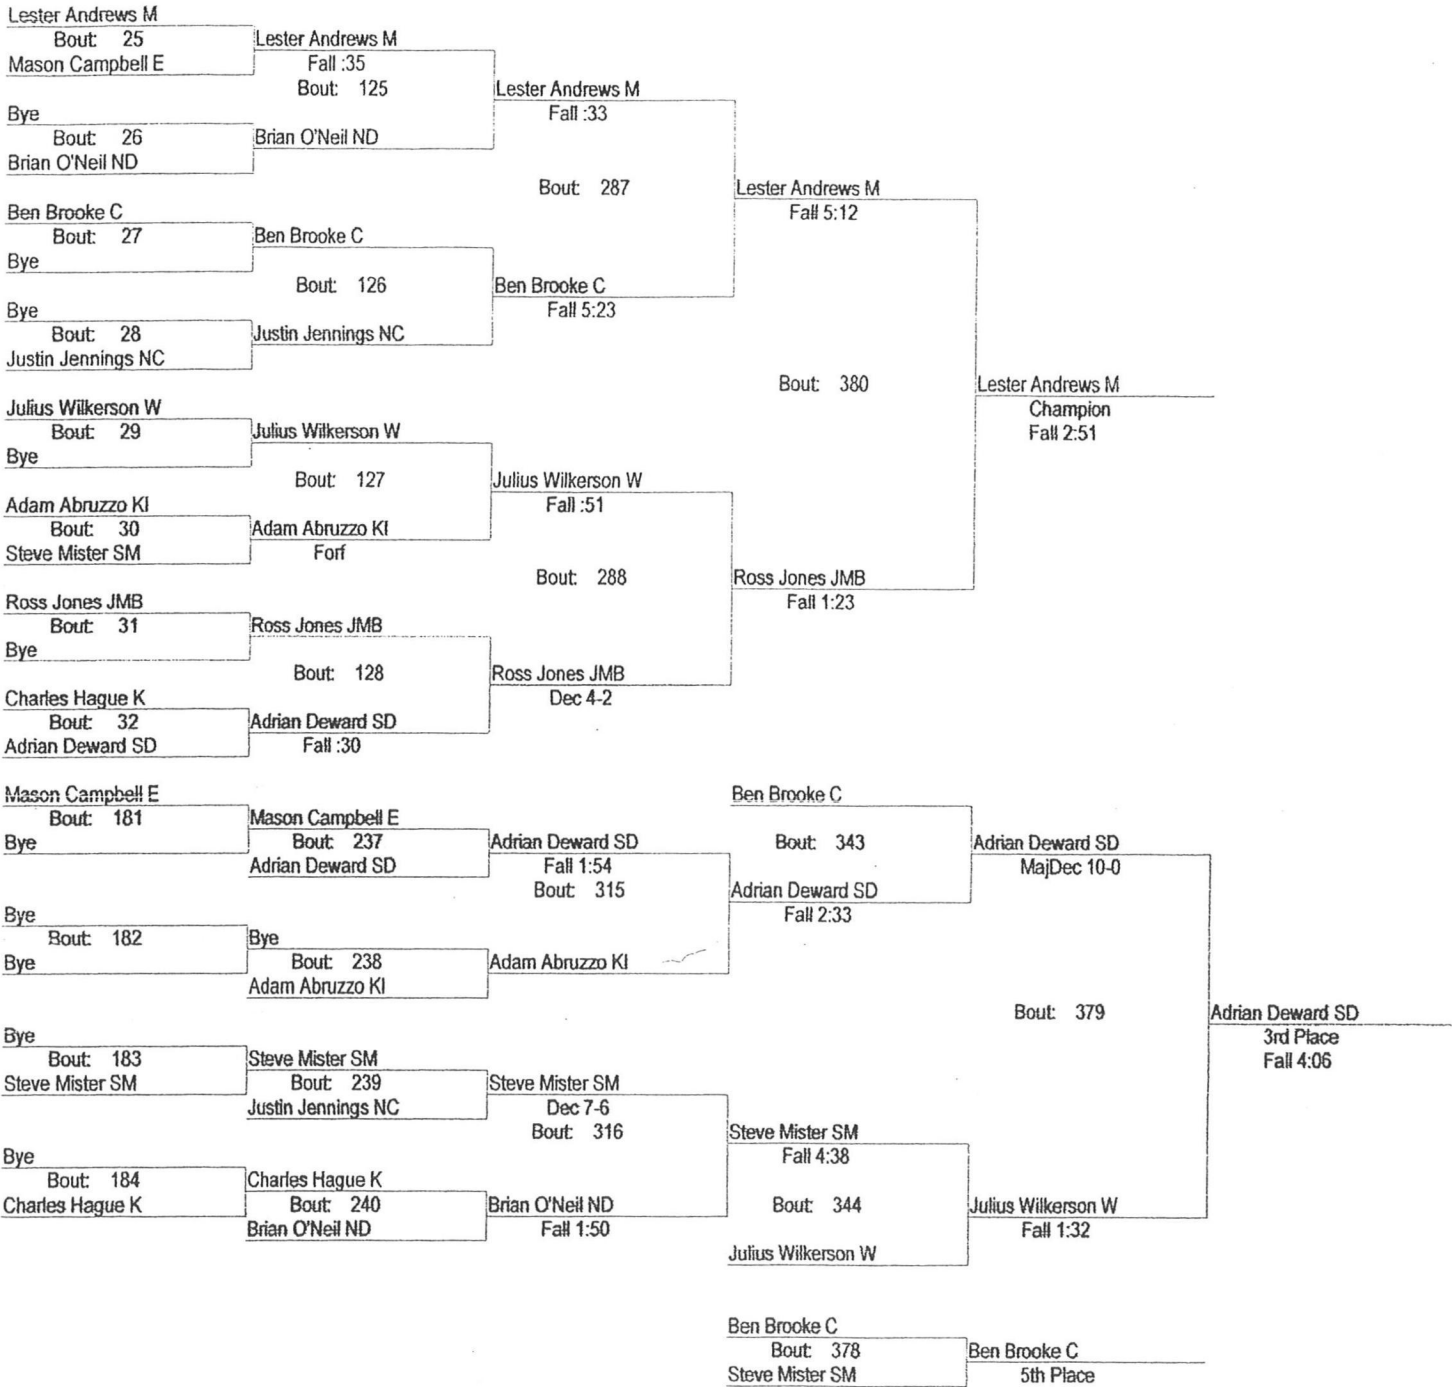 Lester Andrews M
Bout: 25
Mason Campbell E
Bye
Bout: 26
Brian O'Neil ND
Ben Brooke C
Bout: 27
Bye
Bye
Bout: 28
Justin Jennings NC
Julius Wilkerson W
Bout: 29
Bye
Adam Abruzzo KI
Bout: 30
Steve Mister SM
Ross Jones JMB
Bout: 31
Bye
Charles Hague K
Bout: 32
Adrian Deward SD
Lester Andrews M
Fall :35
Bout: 125
Brian O'Neil ND
Ben Brooke C
Bout: 126
Justin Jennings NC
Julius Wilkerson W
Bout: 127
Adam Abruzzo KI
Forf
Ross Jones JMB
Bout: 128
Adrian Deward SD
Fall :30
Lester Andrews M
Fall :33
Bout: 287
Ben Brooke C
Fall 5:23
Julius Wilkerson W
Fall :51
Bout: 288
Ross Jones JMB
Dec 4-2
Lester Andrews M
Fall 5:12
Bout: 380
Ross Jones JMB
Fall 1:23
Lester Andrews M
Champion
Fall 2:51
Mason Campbell E
Bout: 181
Bye
Bye
Bout: 182
Bye
Bye
Bout: 183
Steve Mister SM
Bye
Bout: 184
Charles Hague K
Mason Campbell E
Bout: 237
Adrian Deward SD
Bye
Bout: 238
Adam Abruzzo KI
Steve Mister SM
Bout: 239
Justin Jennings NC
Charles Hague K
Bout: 240
Brian O'Neil ND
Adrian Deward SD
Fall 1:54
Bout: 315
Adam Abruzzo KI
Steve Mister SM
Dec 7-6
Bout: 316
Brian O'Neil ND
Fall 1:50
Ben Brooke C
Bout: 343
Adrian Deward SD
Fall 2:33
Steve Mister SM
Fall 4:38
Bout: 344
Julius Wilkerson W
Adrian Deward SD
MajDec 10-0
Bout: 379
Julius Wilkerson W
Fall 1:32
Adrian Deward SD
3rd Place
Fall 4:06
Ben Brooke C
Bout: 378
Steve Mister SM
Ben Brooke C
5th Place